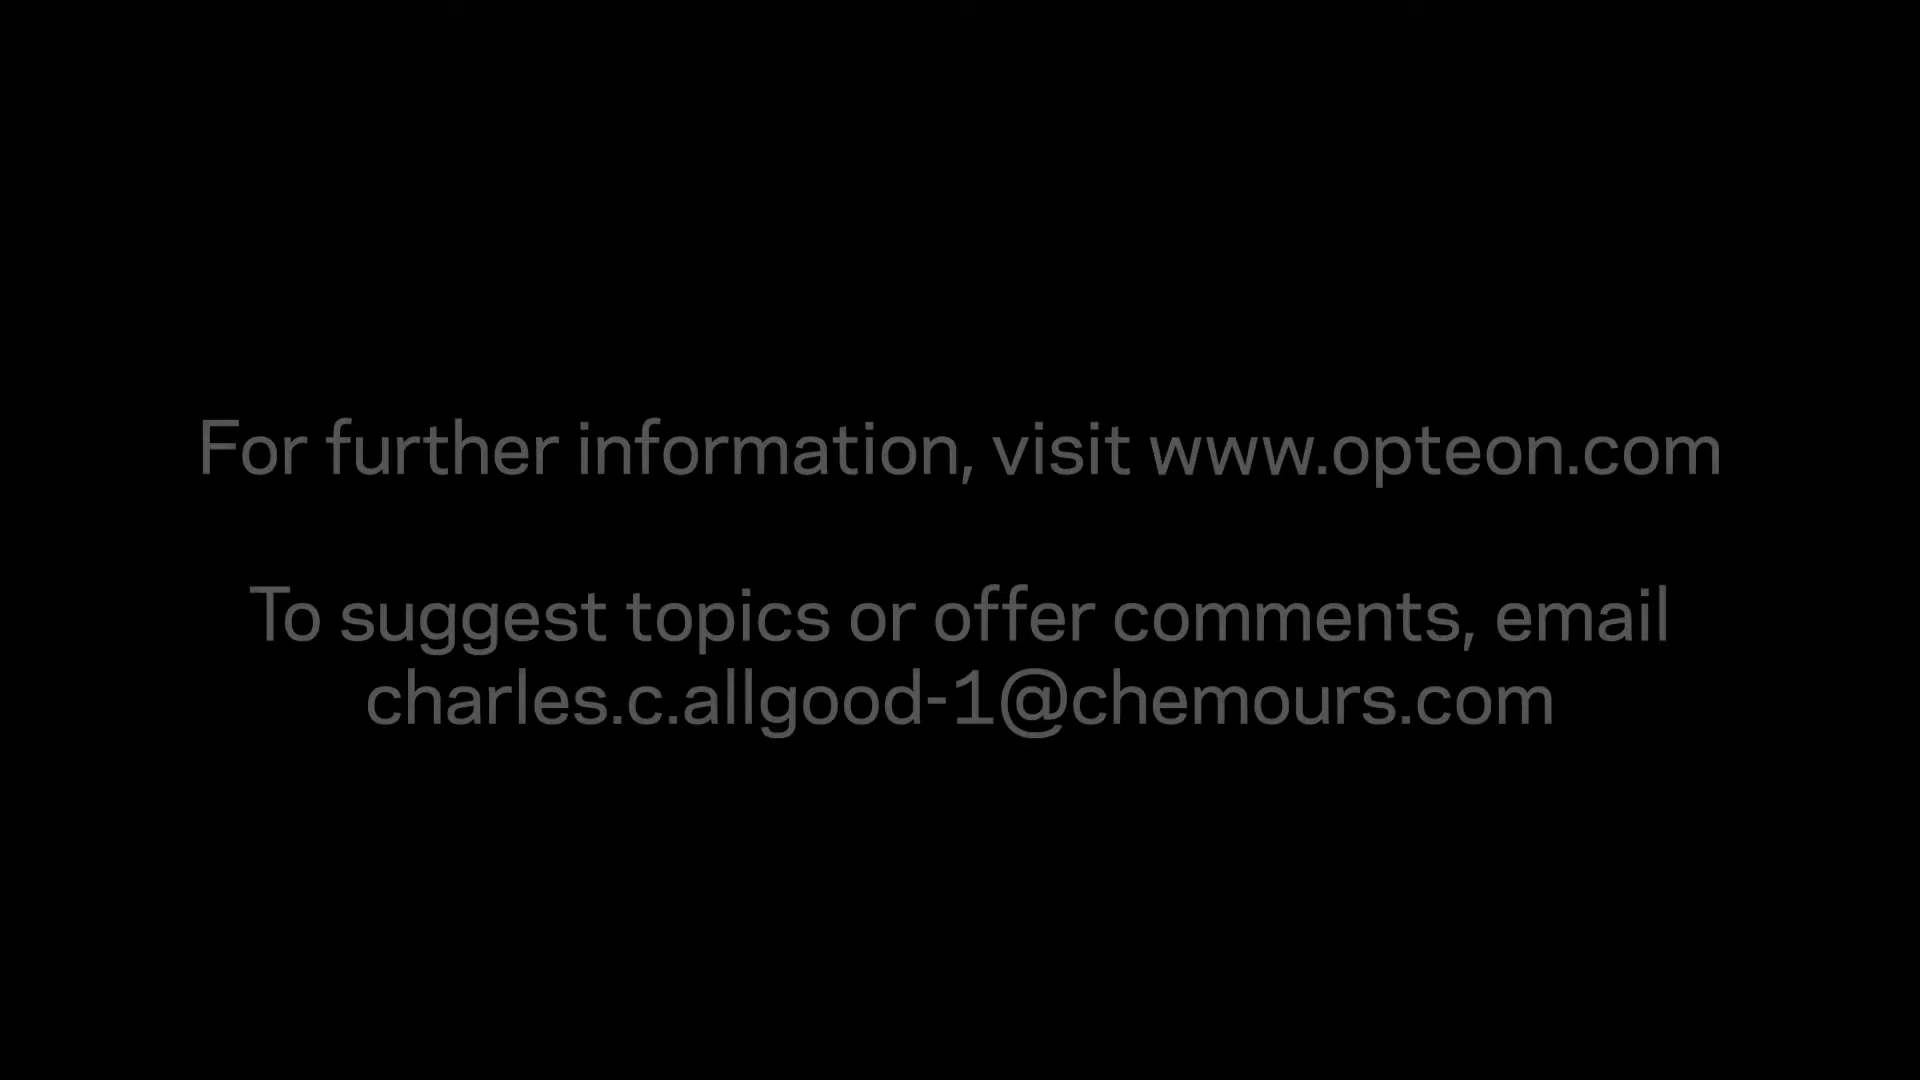 For further information, visit www.opteon.com
To suggest topics or offer comments, email
charles.c.allgood-1@chemours.com